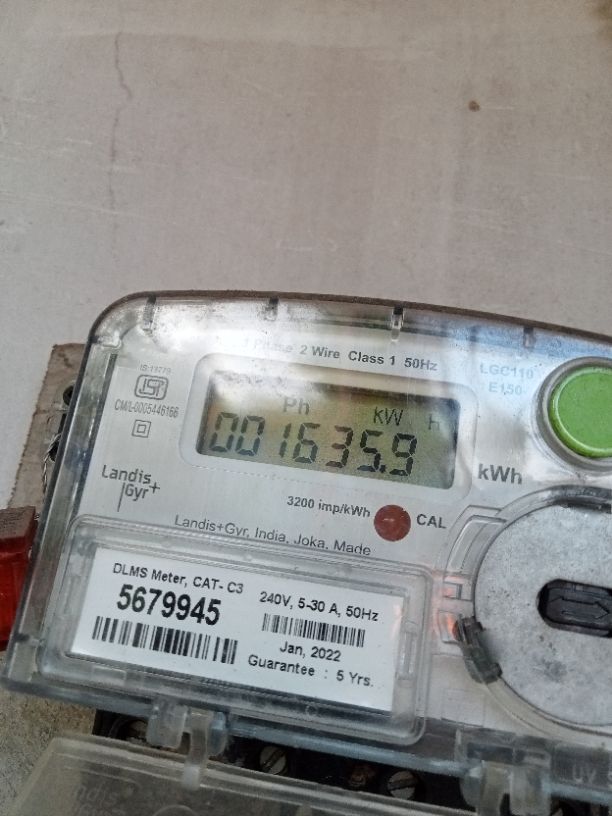 1 Phase 2 Wire Class 1 50Hz
LGC110
E150
IS:13779
CM/L-0005446166
Ph kW H
001635.9
kWh
Landis
Gyr+
3200 imp/kWh
CAL
Landis+Gyr, India, Joka, Made
DLMS Meter, CAT- C3
5679945
240V, 5-30 A, 50Hz
Jan, 2022
Guarantee : 5 Yrs.